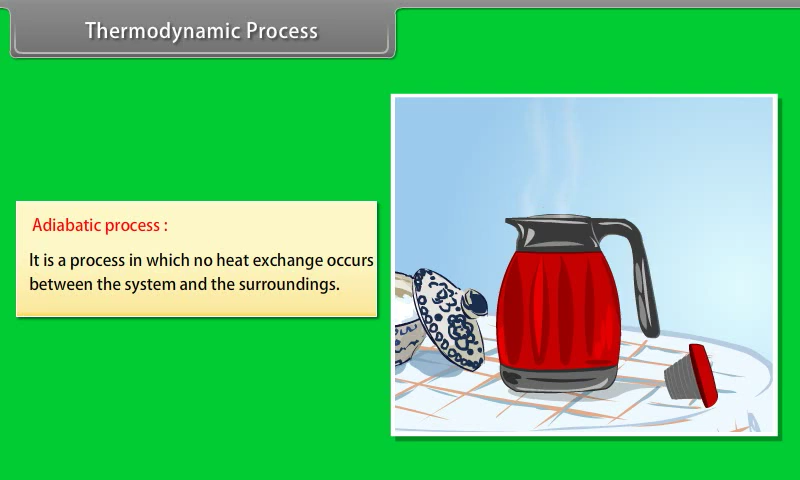 Thermodynamic Process
Adiabatic process :
It is a process in which no heat exchange occurs
between the system and the surroundings.